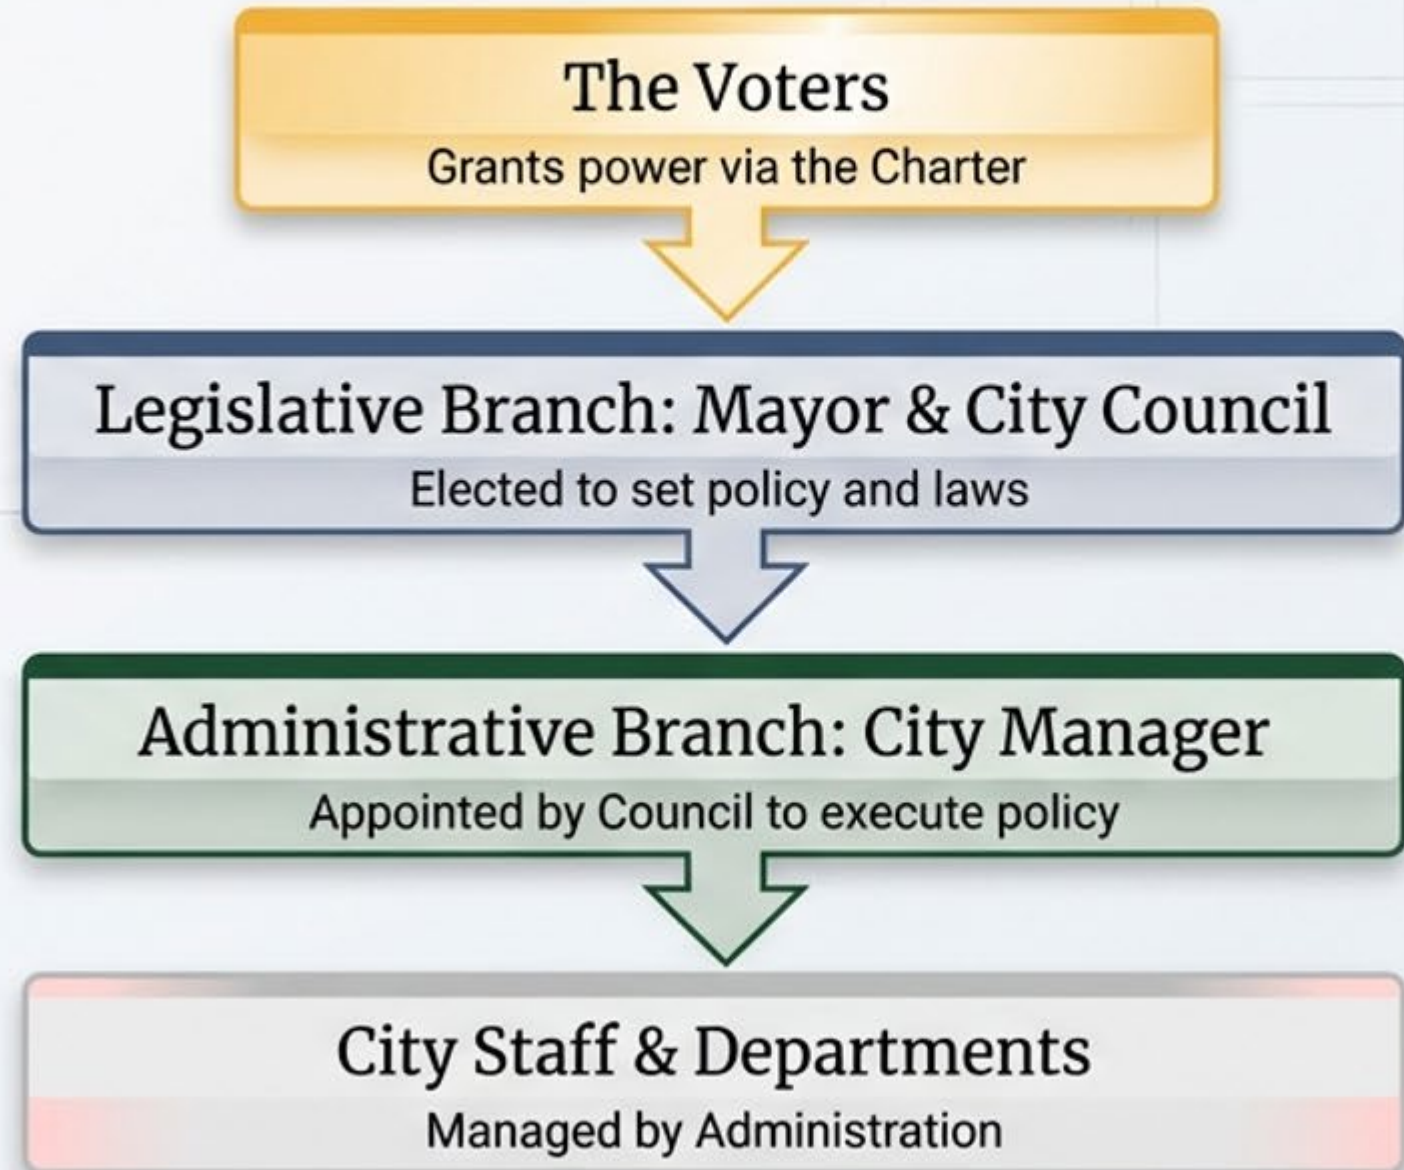 The Voters
Grants power via the Charter
Legislative Branch: Mayor & City Council
Elected to set policy and laws
Administrative Branch: City Manager
Appointed by Council to execute policy
City Staff & Departments
Managed by Administration